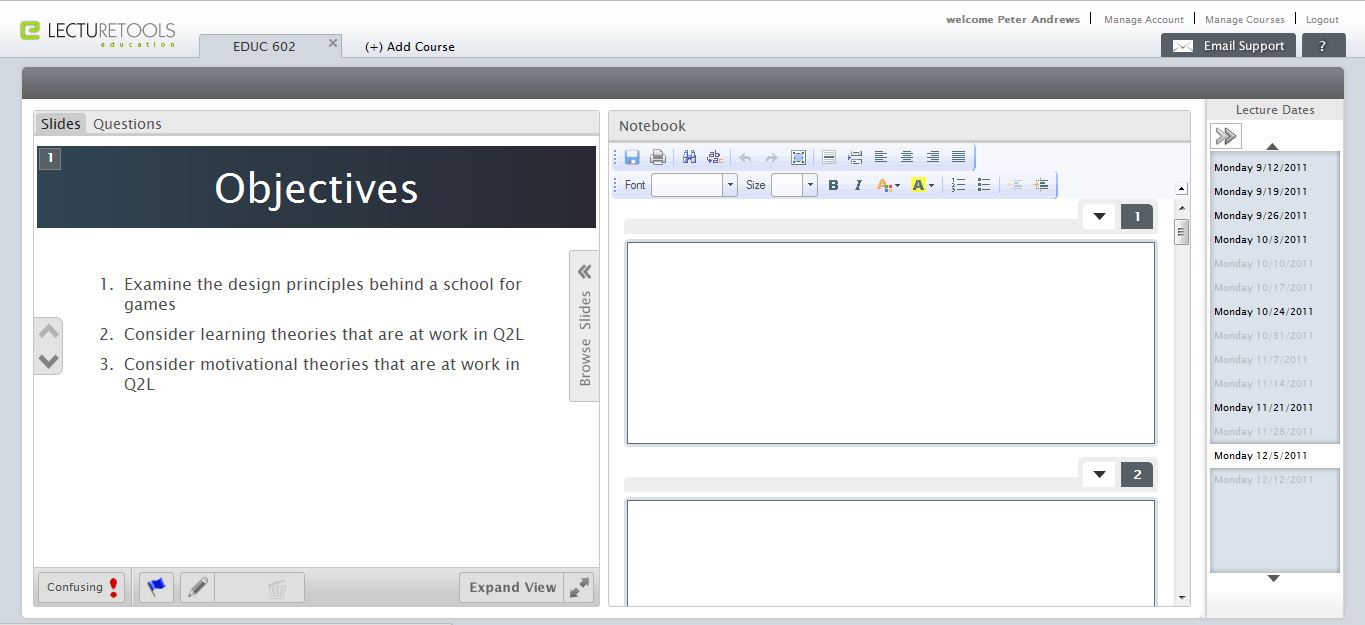 welcome Peter Andrews | Manage Account | Manage Courses | Logout
LECTURETOOLS
education
EDUC 602
(+) Add Course
Email Support
?
Slides Questions
1
Objectives
1. Examine the design principles behind a school for
games
2. Consider learning theories that are at work in Q2L
3. Consider motivational theories that are at work in
Q2L
Browse Slides
Confusing
Expand View
Notebook
Font Size B I A A
1
2
Lecture Dates
Monday 9/12/2011
Monday 9/19/2011
Monday 9/26/2011
Monday 10/3/2011
Monday 10/10/2011
Monday 10/17/2011
Monday 10/24/2011
Monday 10/31/2011
Monday 11/7/2011
Monday 11/14/2011
Monday 11/21/2011
Monday 11/28/2011
Monday 12/5/2011
Monday 12/12/2011